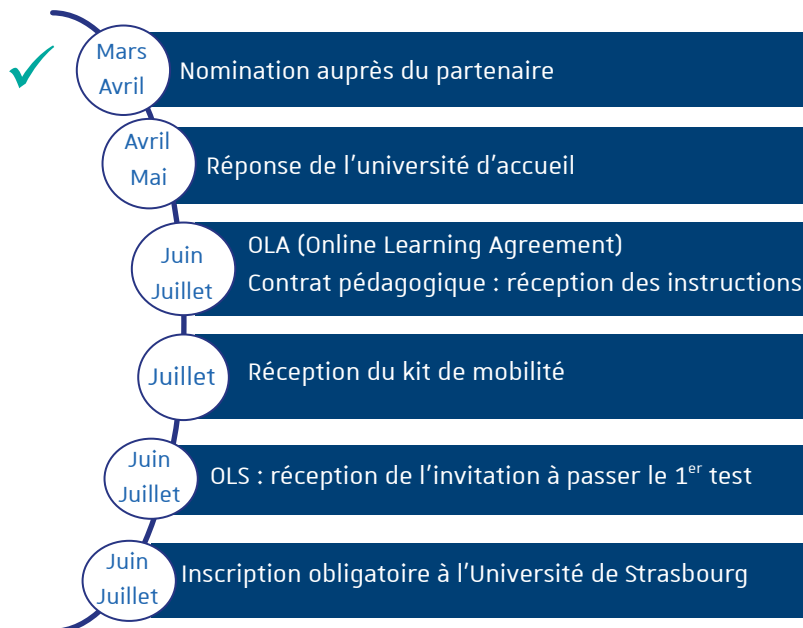 Mars
Avril
Nomination auprès du partenaire
Avril
Mai
Réponse de l'université d'accueil
Juin
Juillet
OLA (Online Learning Agreement)
Contrat pédagogique : réception des instructions
Juillet
Réception du kit de mobilité
Juin
Juillet
OLS : réception de l'invitation à passer le 1er test
Juin
Juillet
Inscription obligatoire à l'Université de Strasbourg